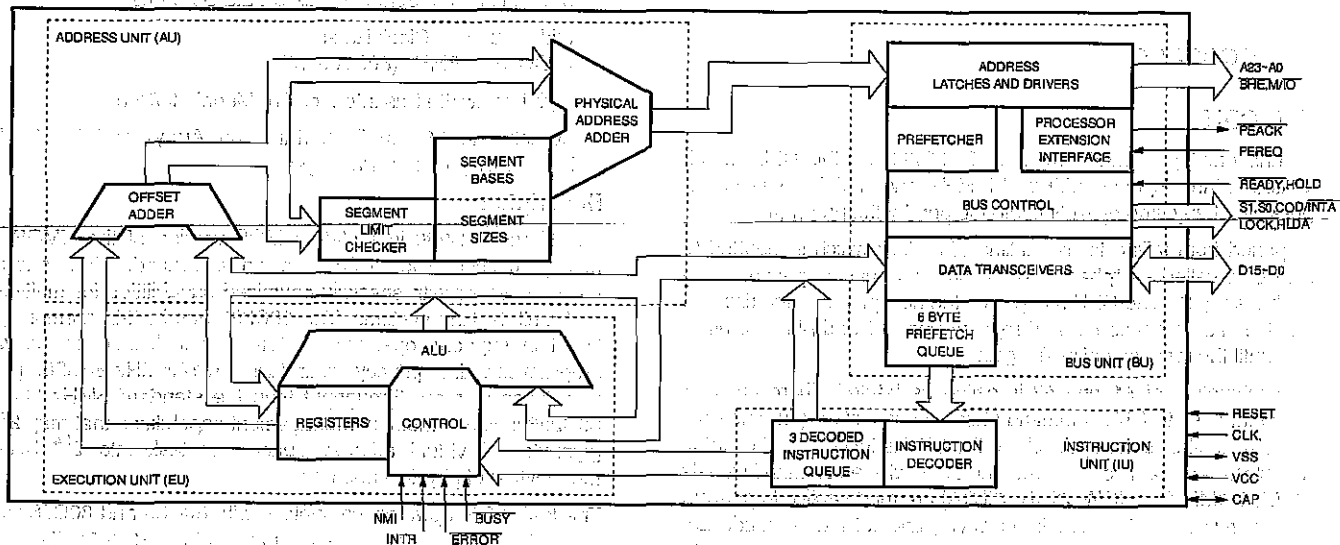 ADDRESS UNIT (AU)
OFFSET
ADDER
SEGMENT
LIMIT
CHECKER
SEGMENT
BASES
SEGMENT
SIZES
PHYSICAL
ADDRESS
ADDER
ADDRESS
LATCHES AND DRIVERS
PREFETCHER
PROCESSOR
EXTENSION
INTERFACE
BUS CONTROL
DATA TRANSCEIVERS
6 BYTE
PREFETCH
QUEUE
BUS UNIT (BU)
A23~A0
BHE,M/IO
PEACK
PEREQ
READY,HOLD
S1,S0,COD/INTA
LOCK,HLDA
D15~D0
ALU
REGISTERS
CONTROL
EXECUTION UNIT (EU)
NMI
INTR
BUSY
ERROR
3 DECODED
INSTRUCTION
QUEUE
INSTRUCTION
DECODER
INSTRUCTION
UNIT (IU)
RESET
CLK,
VSS
VCC
CAP